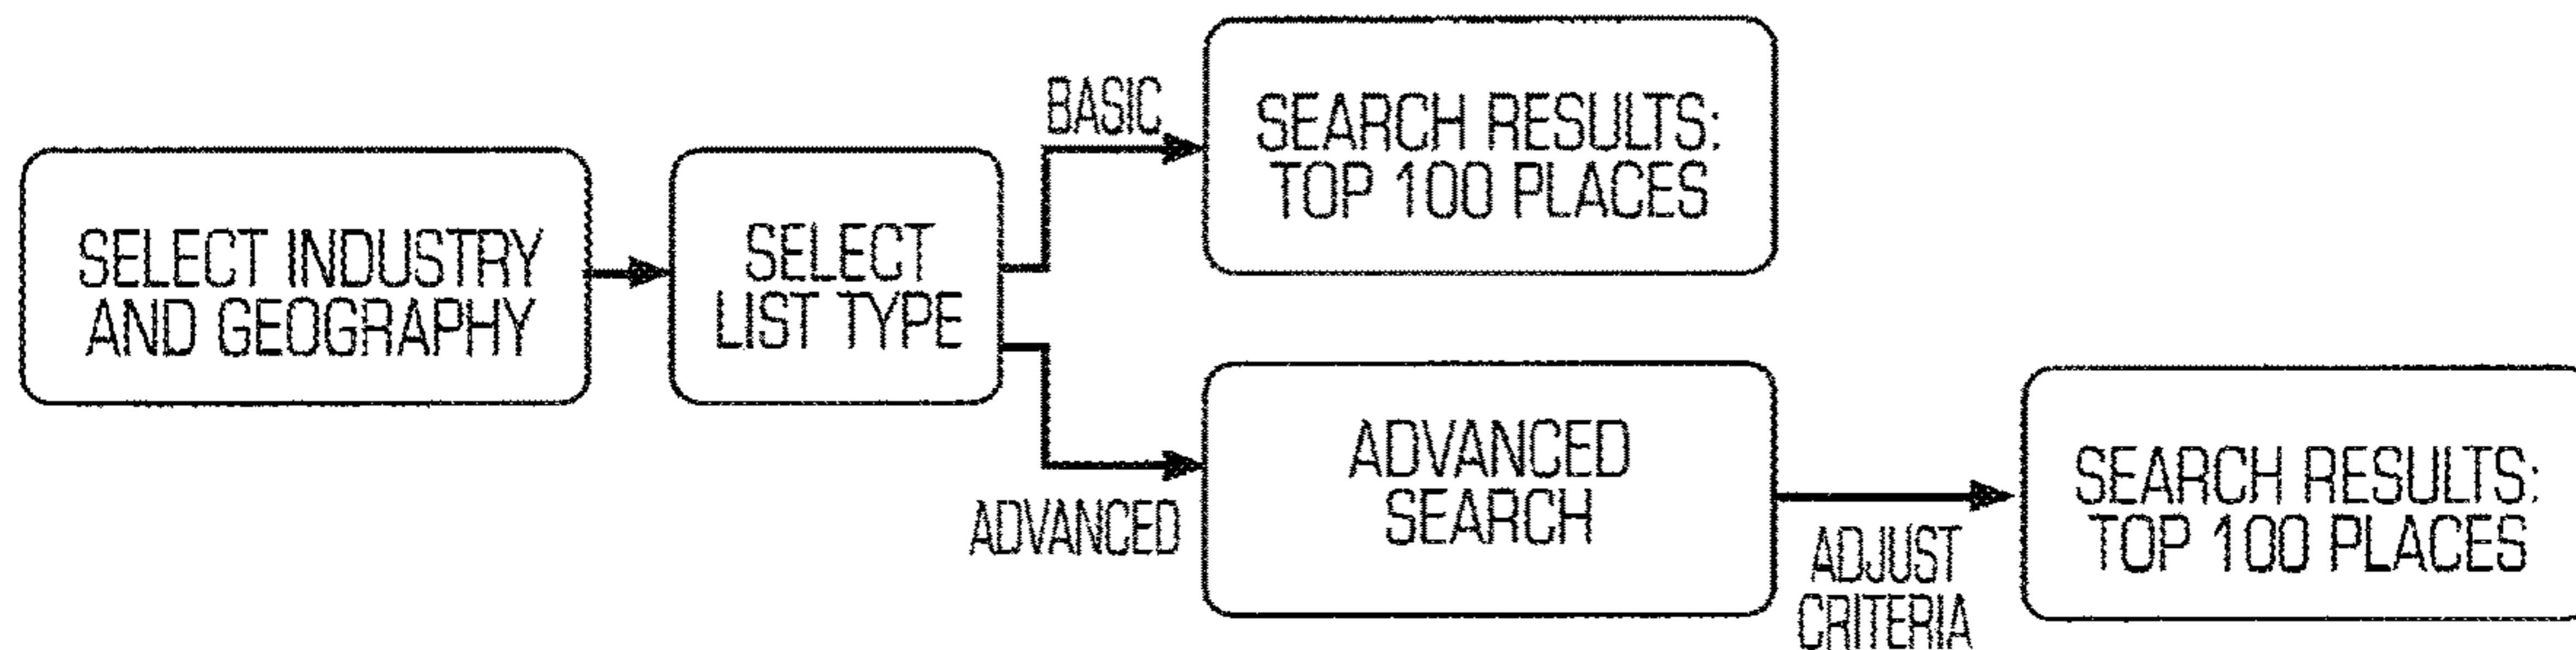 SELECT INDUSTRY
AND GEOGRAPHY
SELECT
LIST TYPE
BASIC
SEARCH RESULTS:
TOP 100 PLACES
ADVANCED
ADVANCED
SEARCH
ADJUST
CRITERIA
SEARCH RESULTS:
TOP 100 PLACES